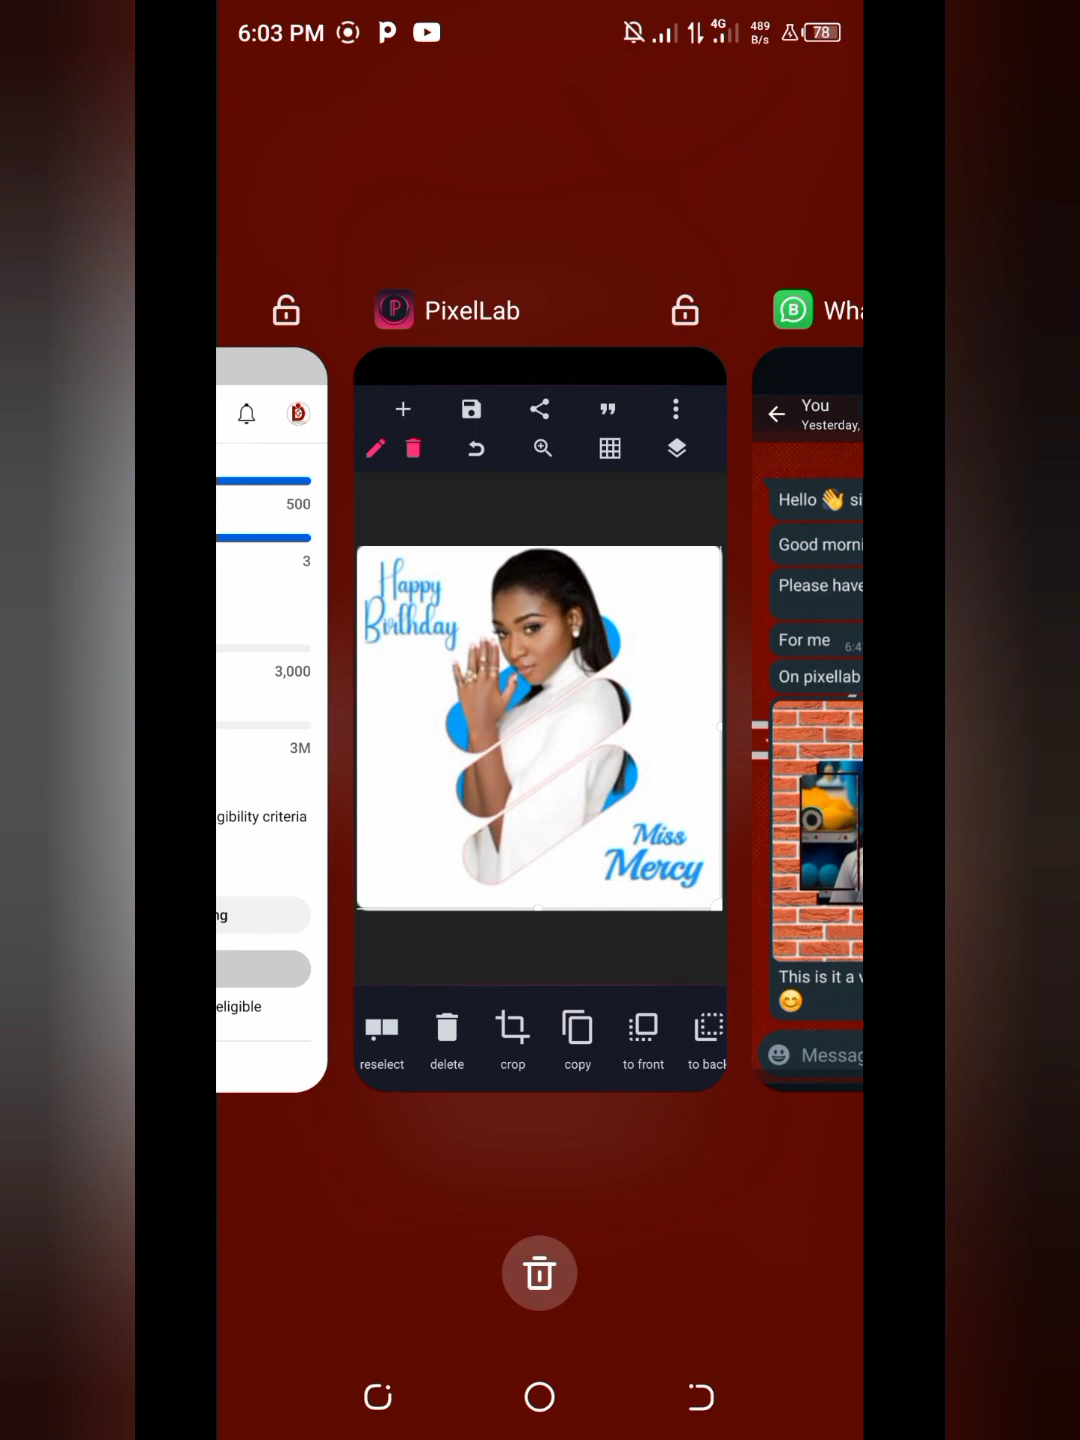 6:03 PM
4G
489
B/s
78
PixelLab
500
3
3,000
3M
gibility criteria
ng
eligible
Happy
Birthday
Miss
Mercy
reselect
delete
crop
copy
to front
to back
You
Yesterday,
Hello 👋
Good morni
Please have
For me
On pixellab
This is it a
😊
Messag